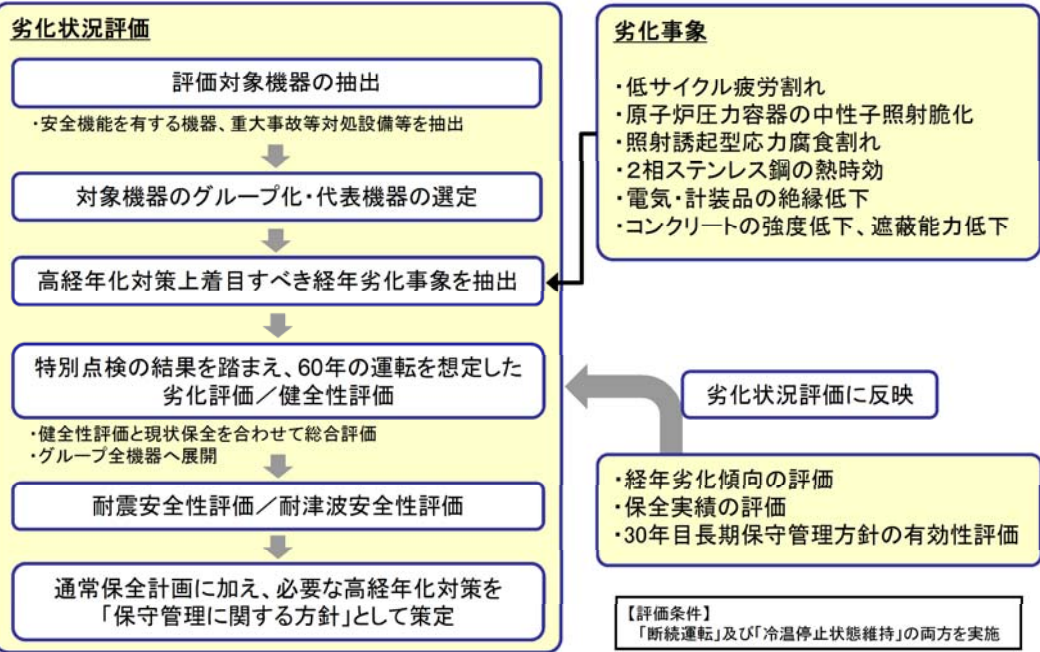 劣化状況評価
評価対象機器の抽出
・安全機能を有する機器、重大事故等対処設備等を抽出
対象機器のグループ化・代表機器の選定
高経年化対策上着目すべき経年劣化事象を抽出
特別点検の結果を踏まえ、60年の運転を想定した
劣化評価／健全性評価
・健全性評価と現状保全を合わせて総合評価
・グループ全機器へ展開
耐震安全性評価／耐津波安全性評価
通常保全計画に加え、必要な高経年化対策を
「保守管理に関する方針」として策定
劣化事象
・低サイクル疲労割れ
・原子炉圧力容器の中性子照射脆化
・照射誘起型応力腐食割れ
・2相ステンレス鋼の熱時効
・電気・計装品の絶縁低下
・コンクリートの強度低下、遮蔽能力低下
劣化状況評価に反映
・経年劣化傾向の評価
・保全実績の評価
・30年目長期保守管理方針の有効性評価
【評価条件】
「断続運転」及び「冷温停止状態維持」の両方を実施